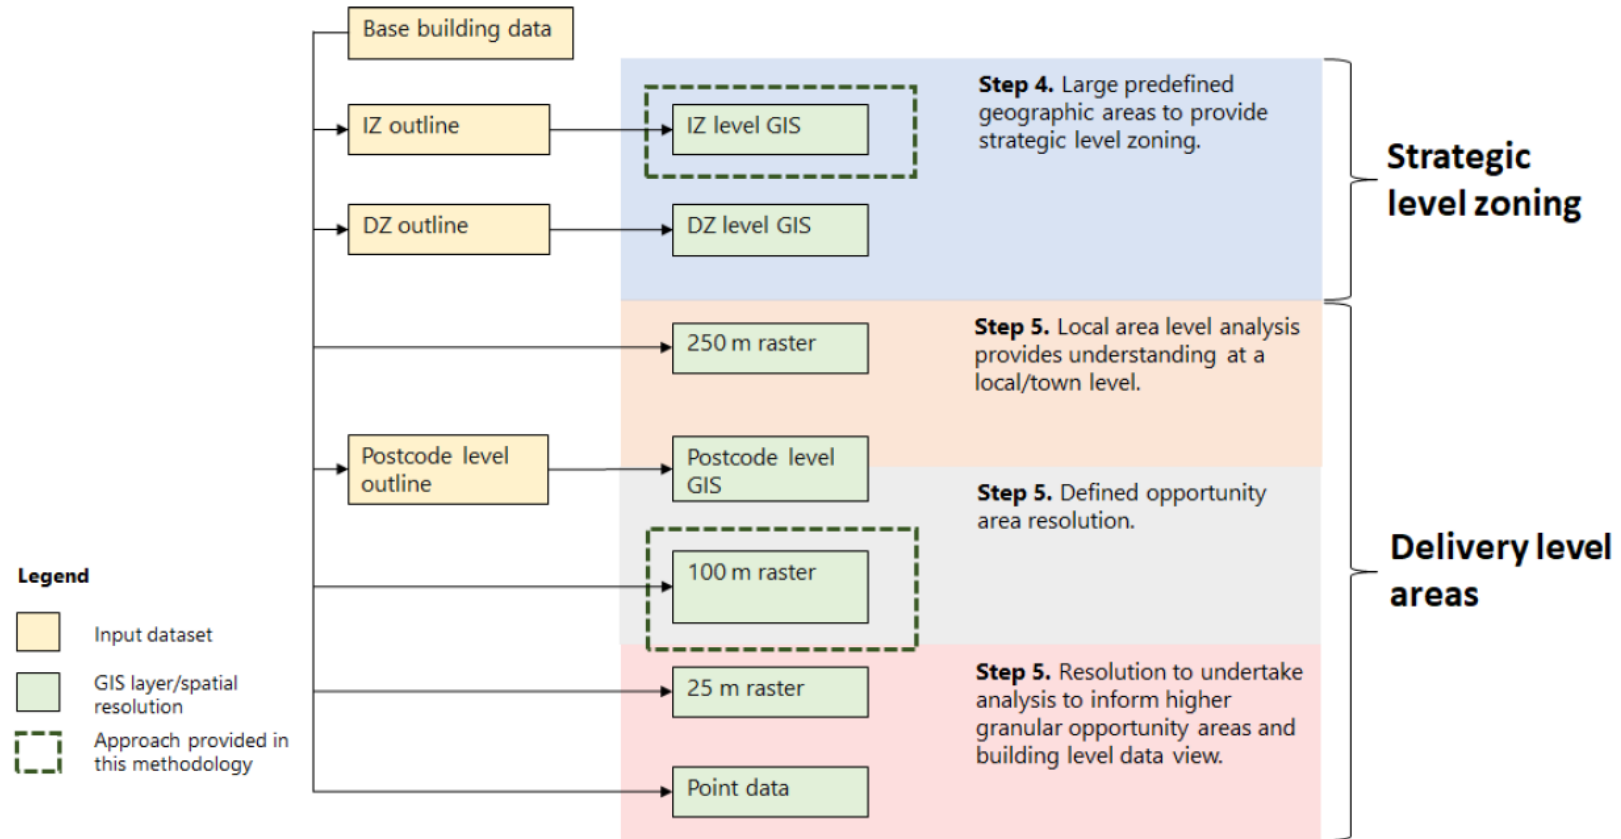 Base building data
IZ outline
IZ level GIS
Step 4. Large predefined
geographic areas to provide
strategic level zoning.
Strategic
level zoning
DZ outline
DZ level GIS
250 m raster
Step 5. Local area level analysis
provides understanding at a
local/town level.
Postcode level
outline
Postcode level
GIS
Step 5. Defined opportunity
area resolution.
100 m raster
Delivery level
areas
25 m raster
Step 5. Resolution to undertake
analysis to inform higher
granular opportunity areas and
building level data view.
Point data
Legend
Input dataset
GIS layer/spatial
resolution
Approach provided in
this methodology